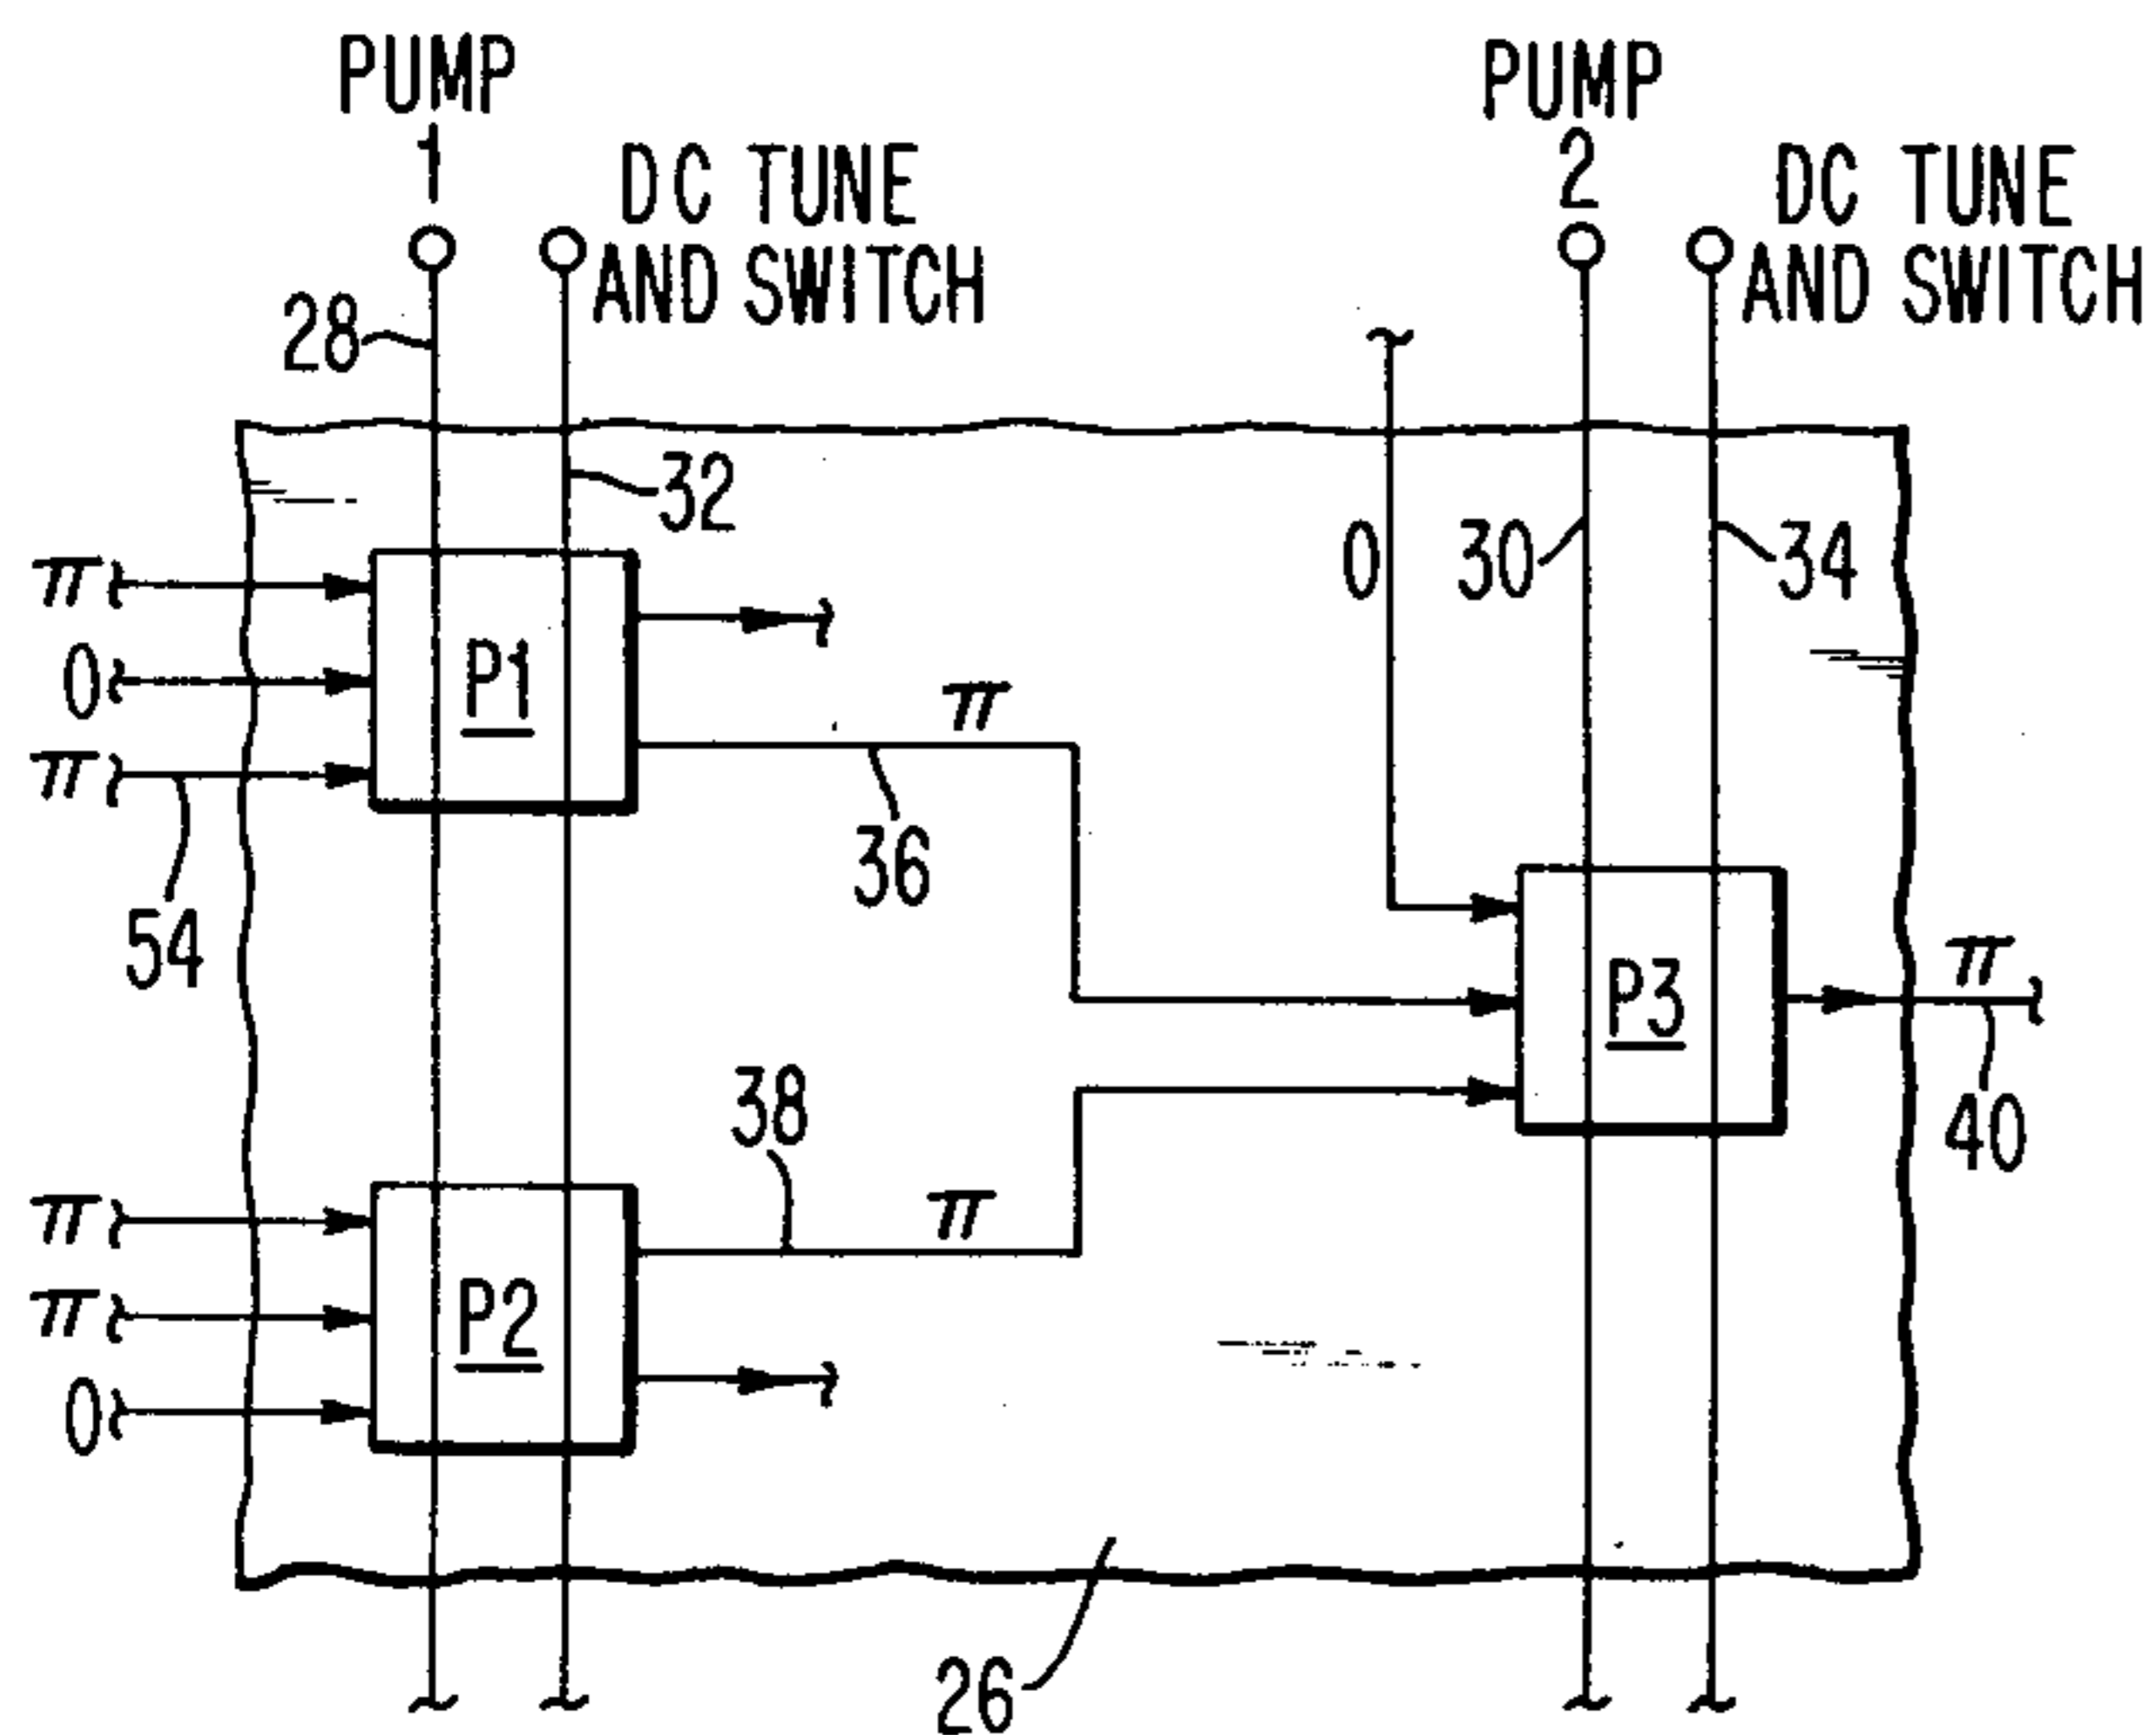 PUMP
1
DC TUNE
AND SWITCH
PUMP
2
DC TUNE
AND SWITCH
28
32
0
30
34
π
0
π
P1
π
36
54
P3
π
40
38
π
π
π
0
P2
26